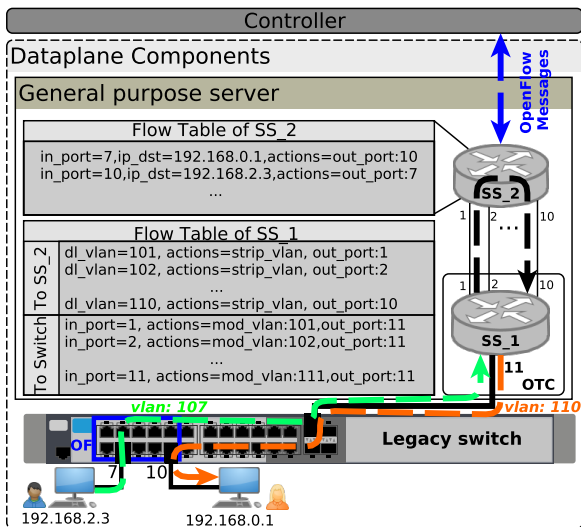 Controller
Dataplane Components
General purpose server
OpenFlow
Messages
Flow Table of SS_2
in_port=7,ip_dst=192.168.0.1,actions=out_port:10
in_port=10,ip_dst=192.168.2.3,actions=out_port:7
...
SS_2
1 2 ... 10
Flow Table of SS_1
To SS_2
dl_vlan=101, actions=strip_vlan, out_port:1
dl_vlan=102, actions=strip_vlan, out_port:2
...
dl_vlan=110, actions=strip_vlan, out_port:10
To Switch
in_port=1, actions=mod_vlan:101,out_port:11
in_port=2, actions=mod_vlan:102,out_port:11
...
in_port=11, actions=mod_vlan:111,out_port:11
1 2 10
SS_1
11
OTC
vlan: 107
vlan: 110
OF
Legacy switch
7 10
192.168.2.3
192.168.0.1